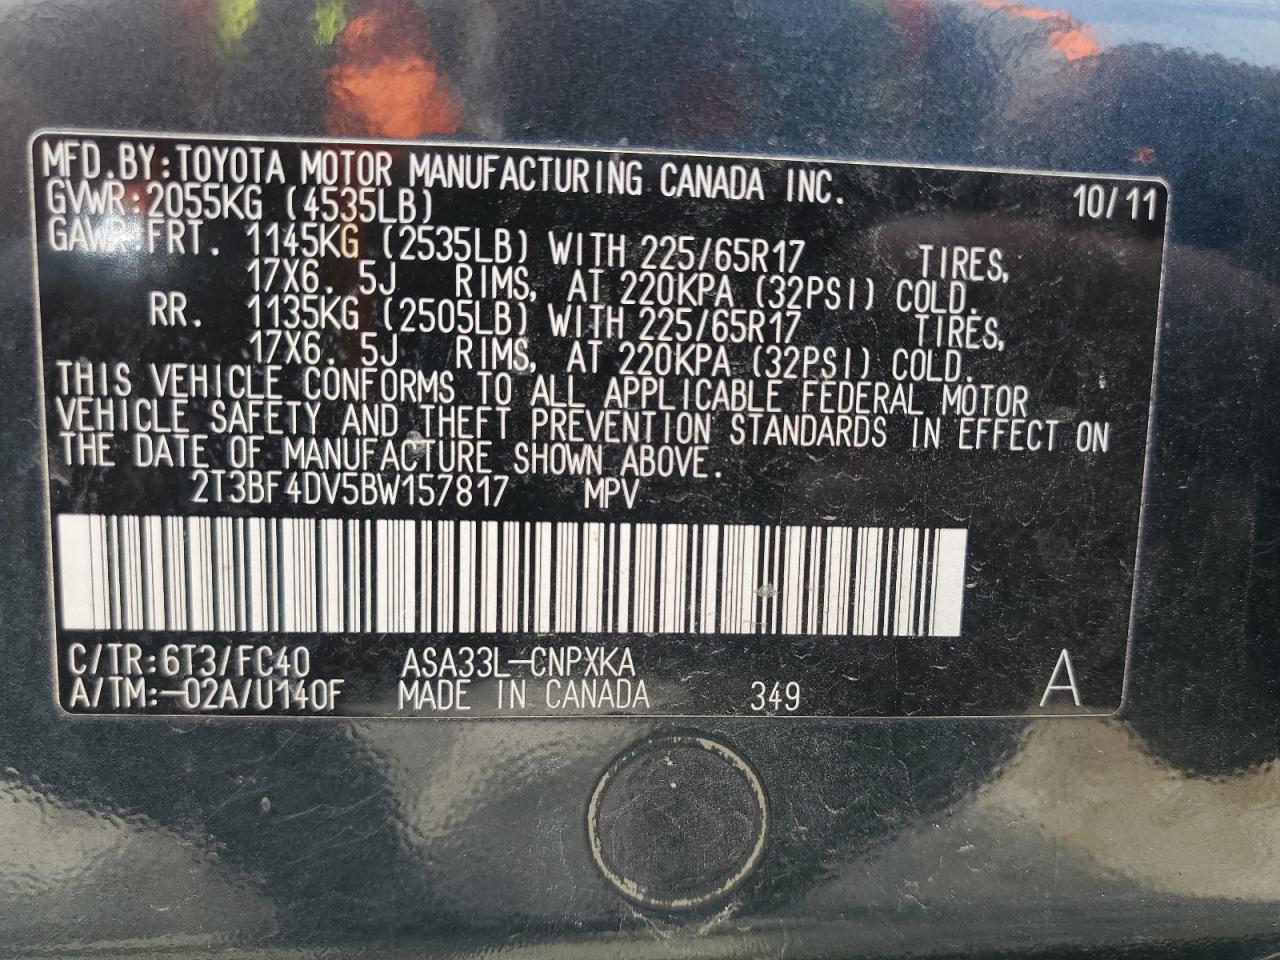 MFD.BY:TOYOTA MOTOR MANUFACTURING CANADA INC. 10/11
GVWR:2055KG (4535LB)
GAWR:FRT. 1145KG (2535LB) WITH 225/65R17 TIRES,
17X6. 5J RIMS, AT 220KPA (32PSI) COLD.
RR. 1135KG (2505LB) WITH 225/65R17 TIRES,
17X6. 5J RIMS, AT 220KPA (32PSI) COLD.
THIS VEHICLE CONFORMS TO ALL APPLICABLE FEDERAL MOTOR
VEHICLE SAFETY AND THEFT PREVENTION STANDARDS IN EFFECT ON
THE DATE OF MANUFACTURE SHOWN ABOVE.
2T3BF4DV5BW157817 MPV
C/TR:6T3/FC40 ASA33L-CNPXKA
A/TM:-02A/U140F MADE IN CANADA 349 A